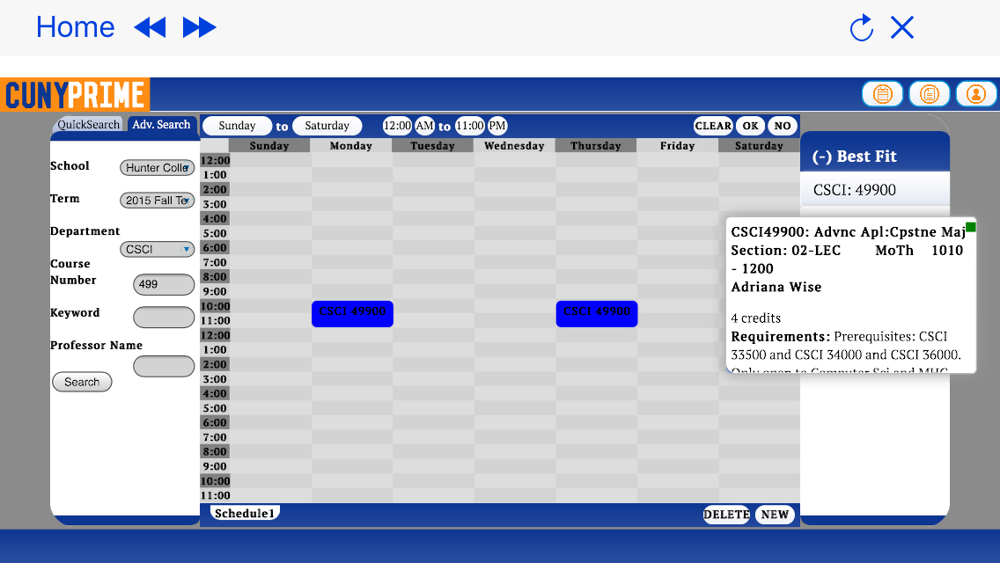 Home
CUNYPRIME
QuickSearch Adv. Search
Sunday to Saturday 12:00 AM to 11:00 PM CLEAR OK NO
Sunday Monday Tuesday Wednesday Thursday Friday Saturday
School Hunter Colle
Term 2015 Fall Te
Department
CSCI
Course
Number 499
Keyword
Professor Name
Search
12:00
1:00
2:00
3:00
4:00
5:00
6:00
7:00
8:00
9:00
10:00 CSCI 49900 CSCI 49900
11:00
12:00
1:00
2:00
3:00
4:00
5:00
6:00
7:00
8:00
9:00
10:00
11:00
(-) Best Fit
CSCI: 49900
CSCI49900: Advnc Apl:Cpstne Maj
Section: 02-LEC MoTh 1010
- 1200
Adriana Wise
4 credits
Requirements: Prerequisites: CSCI
33500 and CSCI 34000 and CSCI 36000.
Only open to Computer Sci and MHC
Schedule1 DELETE NEW